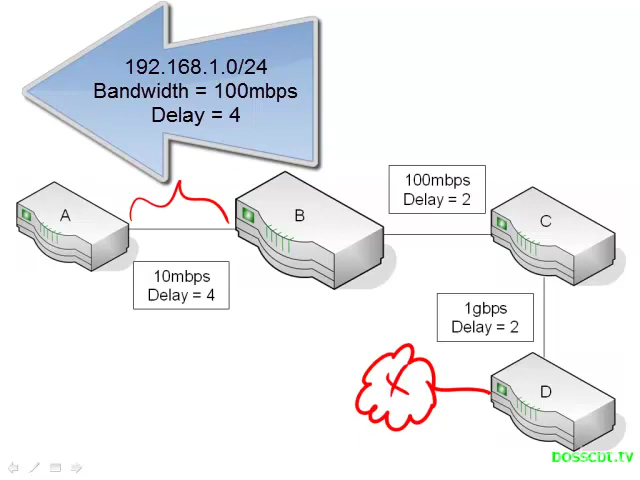 192.168.1.0/24
Bandwidth = 100mbps
Delay = 4
A
B
100mbps
Delay = 2
C
10mbps
Delay = 4
1gbps
Delay = 2
X
D
DOSSCDT.TV